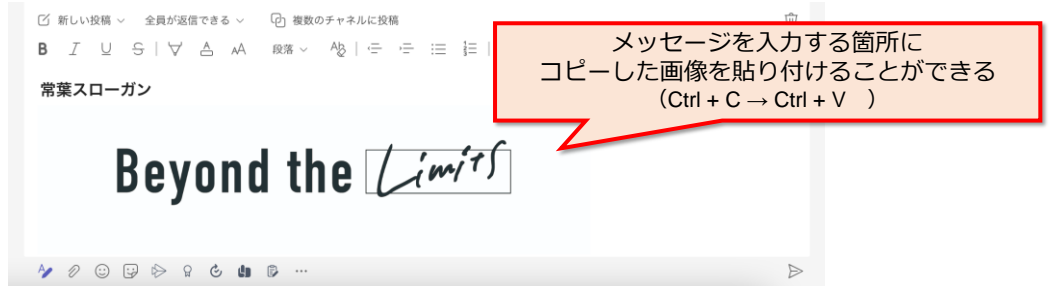 新しい投稿 全員が返信できる 複数のチャネルに投稿
B I U S A AA 段落
常葉スローガン
Beyond the Limits
メッセージを入力する箇所に
コピーした画像を貼り付けることができる
（Ctrl + C → Ctrl + V　）